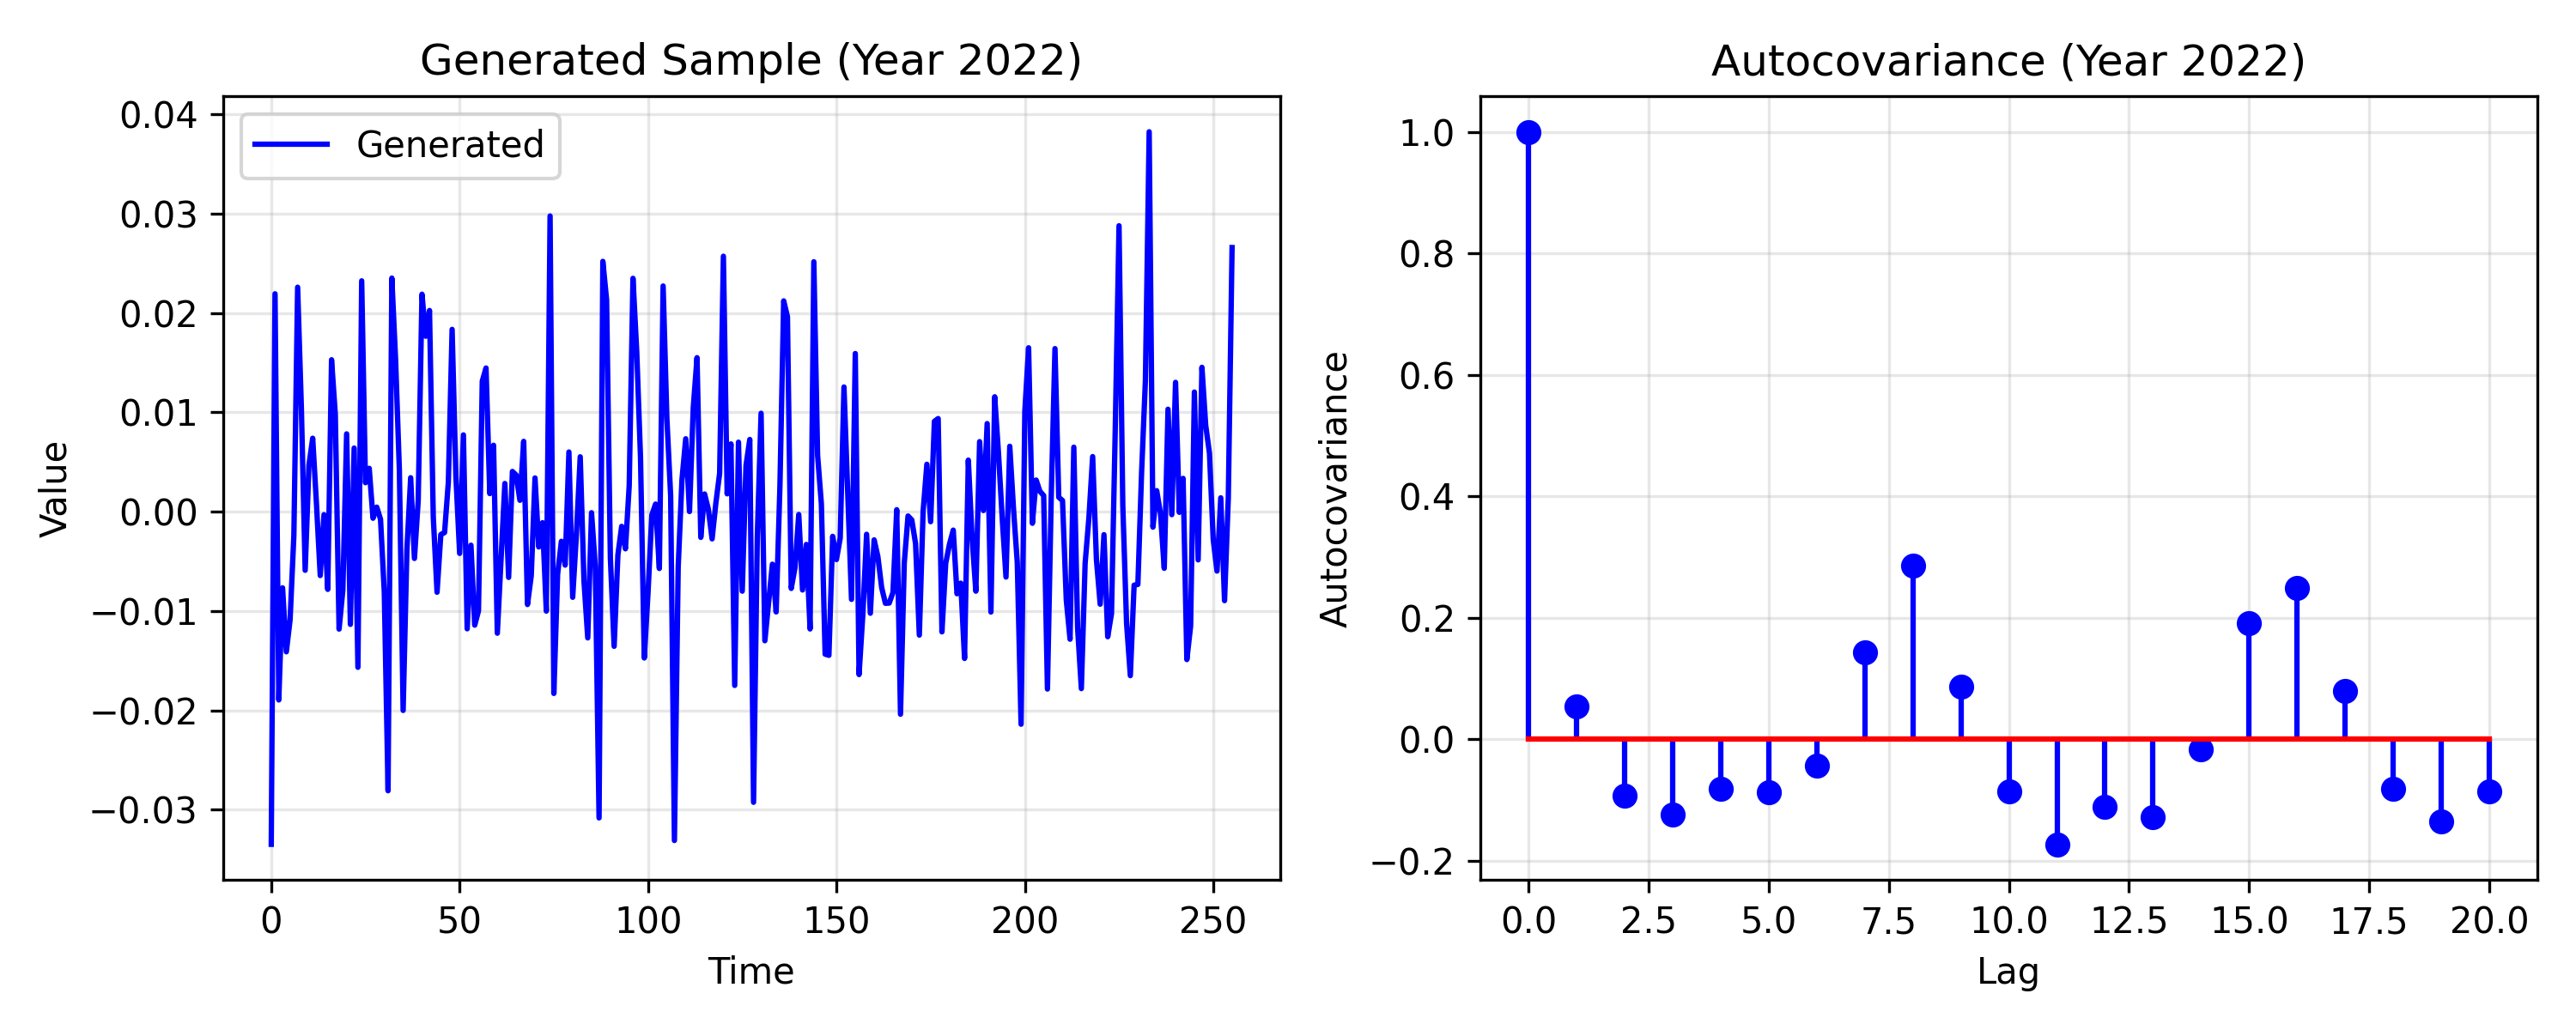 Generated Sample (Year 2022)
Generated
0.04
0.03
0.02
0.01
0.00
−0.01
−0.02
−0.03
Value
0 50 100 150 200 250
Time
Autocovariance (Year 2022)
1.0
0.8
0.6
0.4
0.2
0.0
−0.2
Autocovariance
0.0 2.5 5.0 7.5 10.0 12.5 15.0 17.5 20.0
Lag